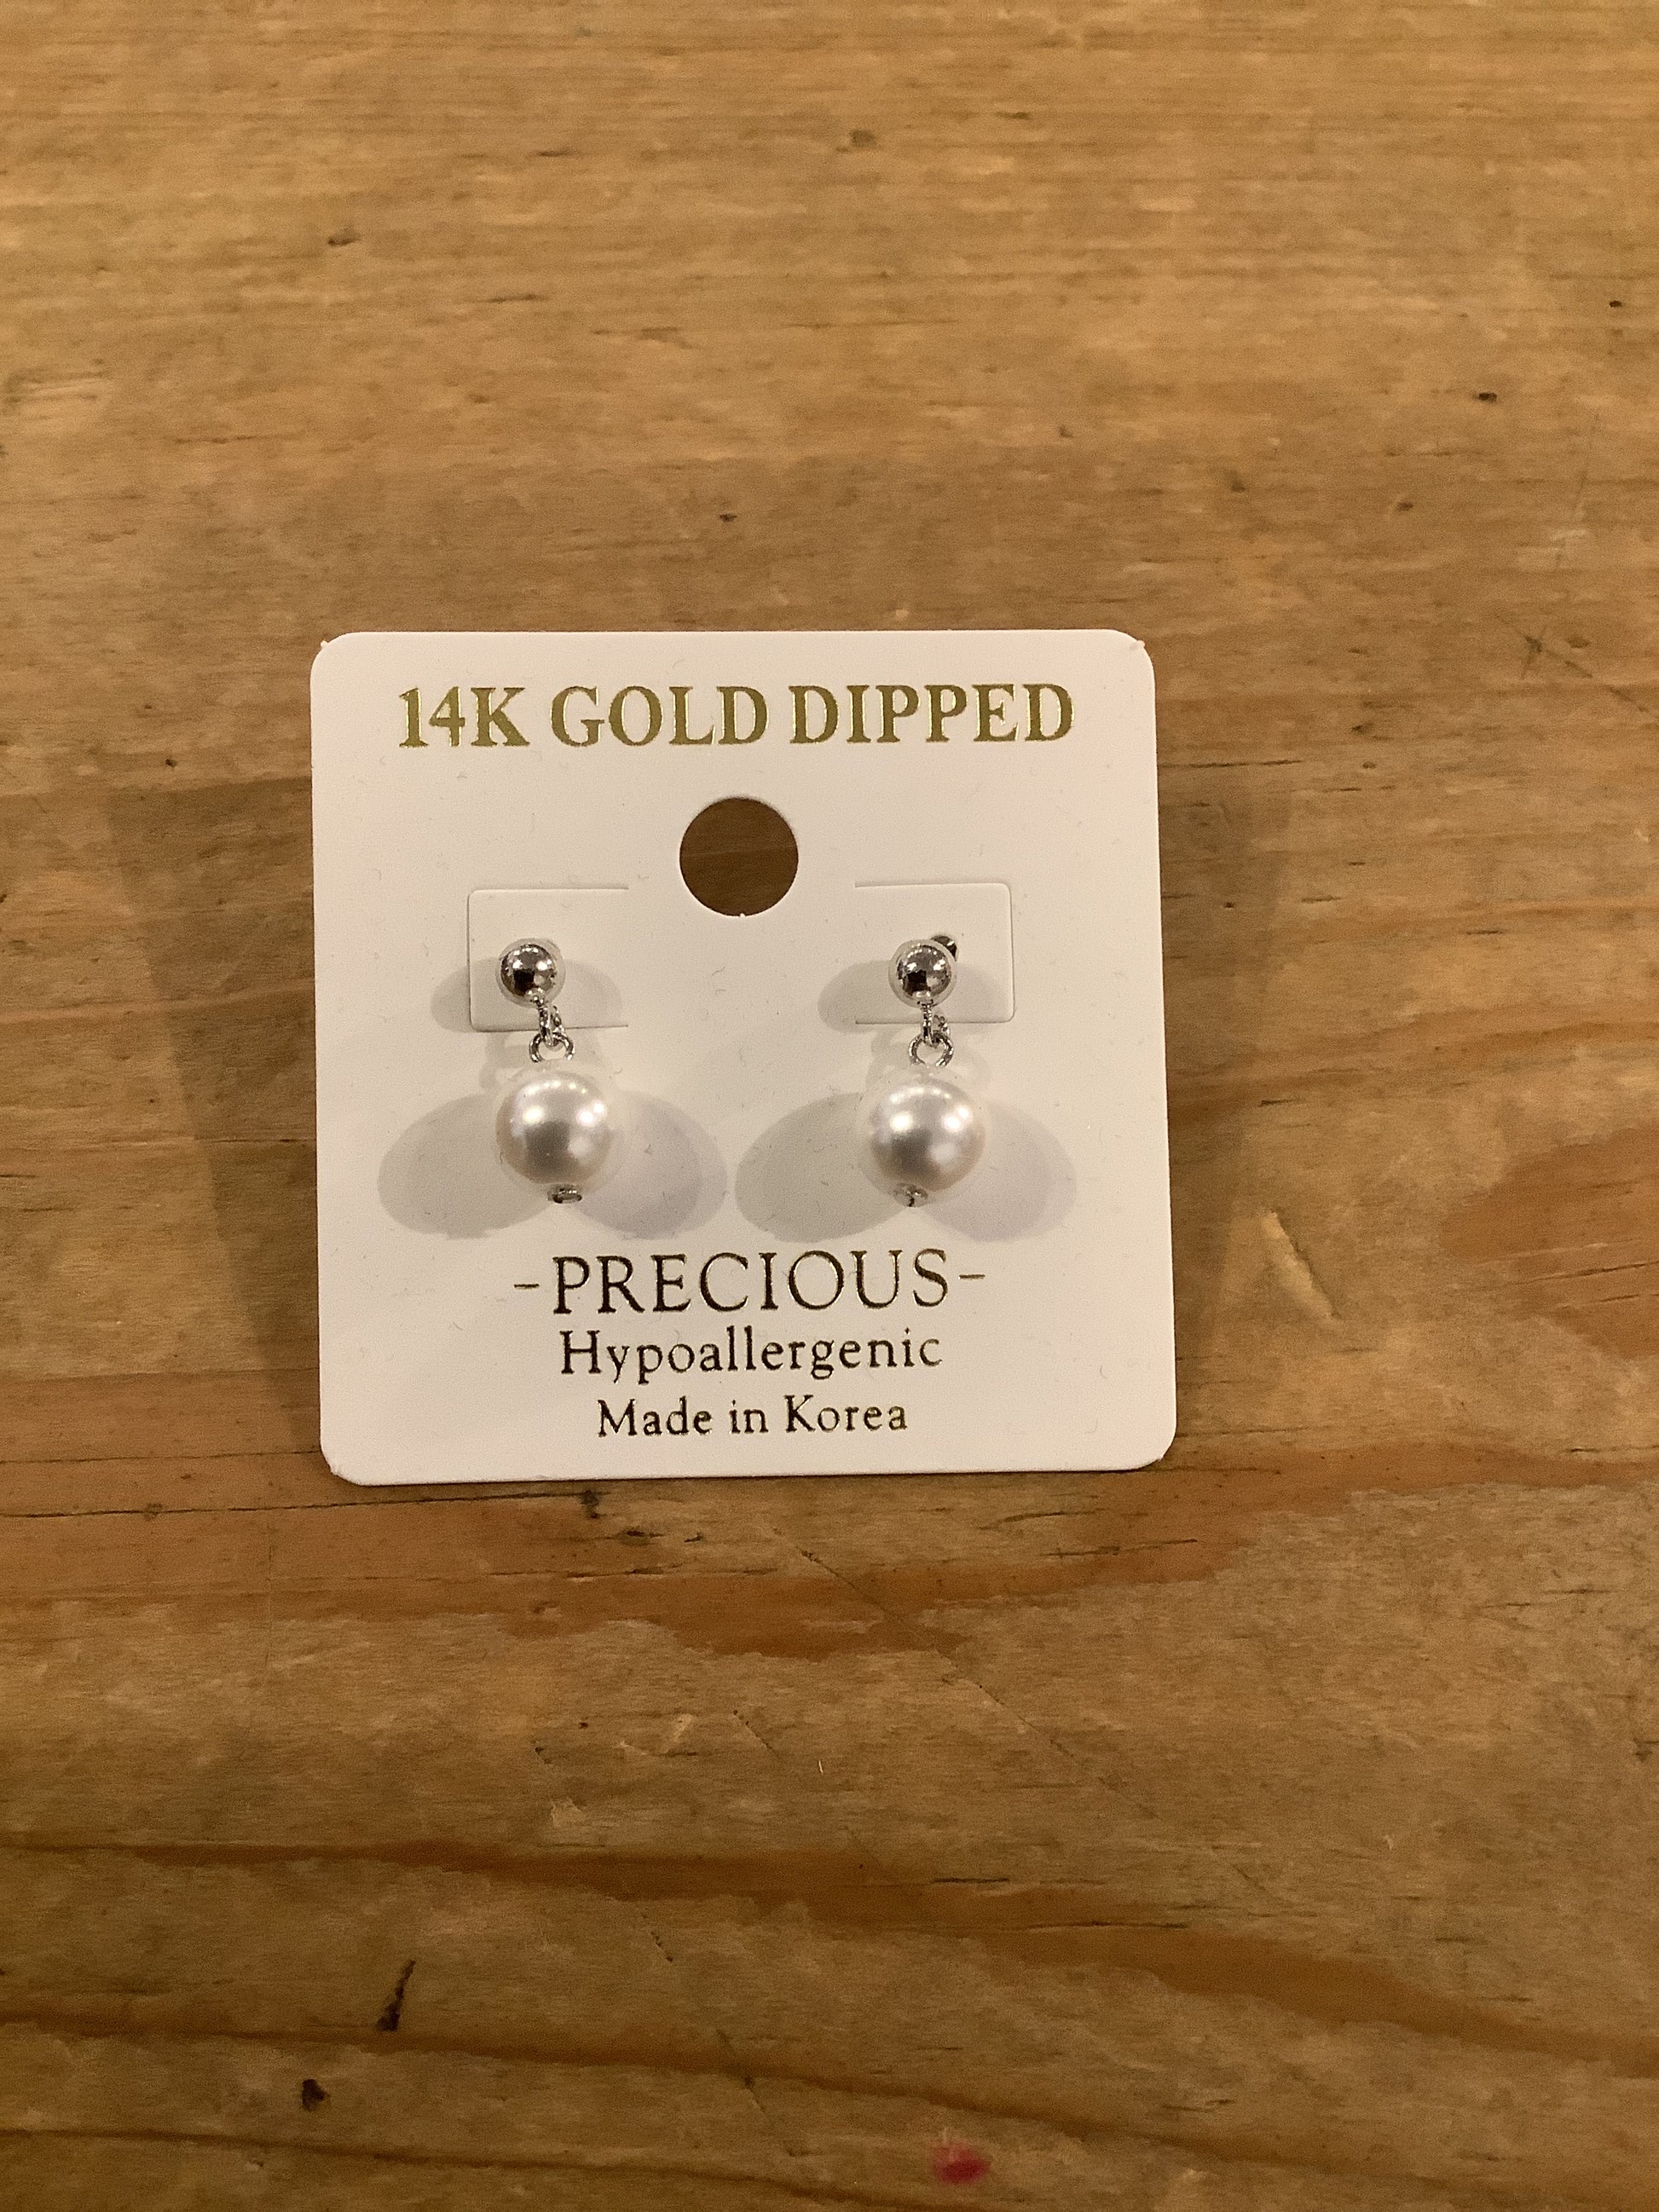 14K GOLD DIPPED
-PRECIOUS-
Hypoallergenic
Made in Korea